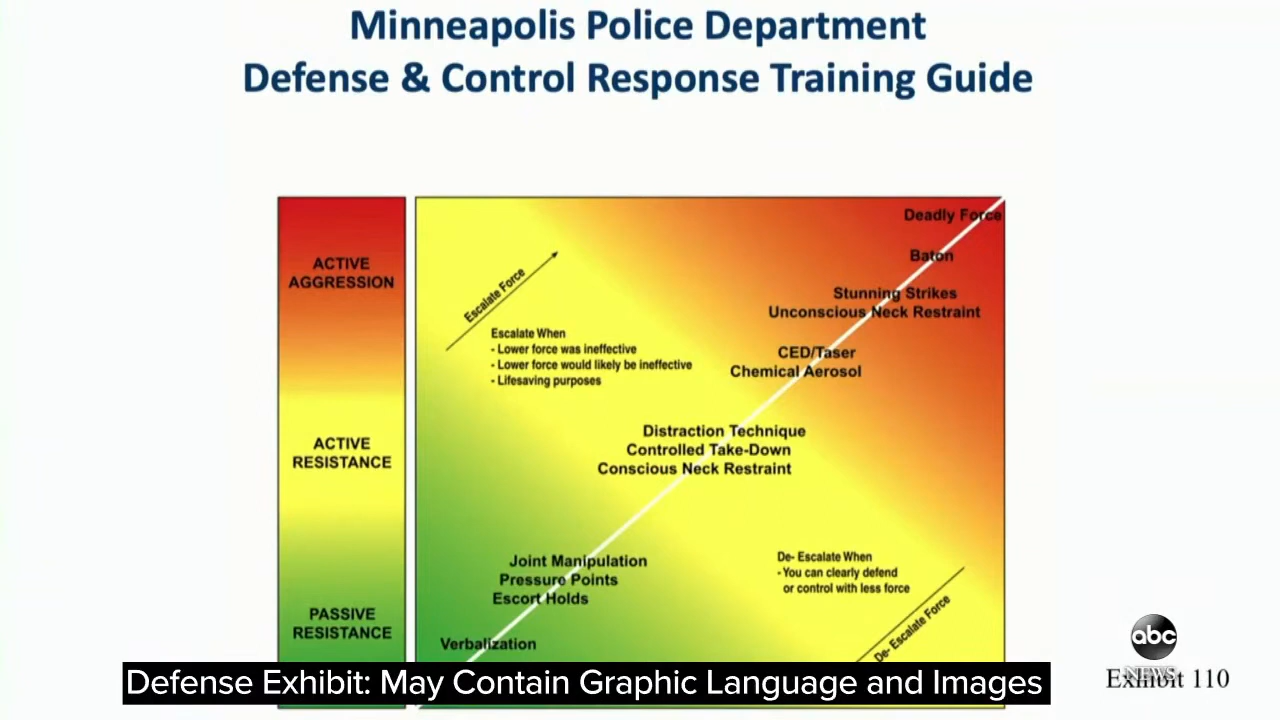 Minneapolis Police Department
Defense & Control Response Training Guide
ACTIVE
AGGRESSION
ACTIVE
RESISTANCE
PASSIVE
RESISTANCE
Escalate Force
Escalate When
- Lower force was ineffective
- Lower force would likely be ineffective
- Lifesaving purposes
Deadly Force
Baton
Stunning Strikes
Unconscious Neck Restraint
CED/Taser
Chemical Aerosol
Distraction Technique
Controlled Take-Down
Conscious Neck Restraint
Joint Manipulation
Pressure Points
Escort Holds
Verbalization
De- Escalate When
- You can clearly defend
or control with less force
De- Escalate Force
abc
NEWS
Exhibit 110
Defense Exhibit: May Contain Graphic Language and Images